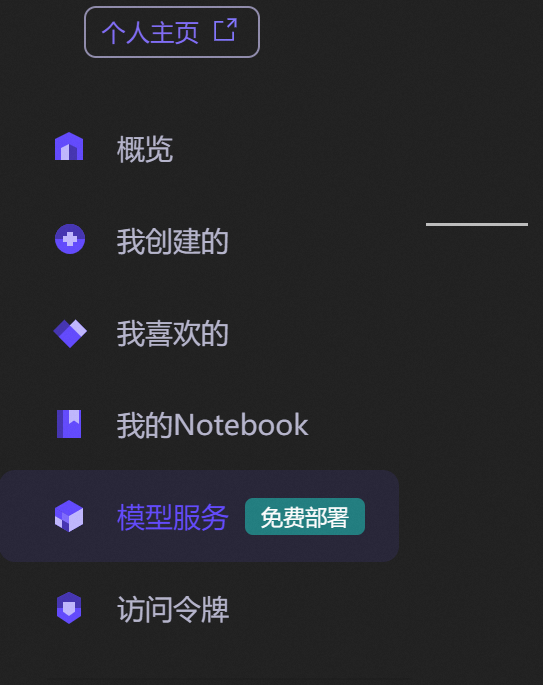 个人主页
概览
我创建的
我喜欢的
我的Notebook
模型服务 免费部署
访问令牌